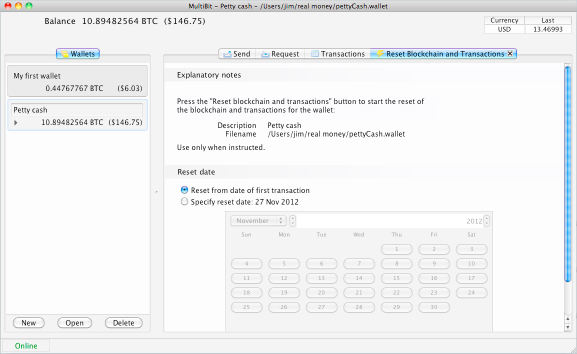 MultiBit - Petty cash - /Users/jim/real money/pettyCash.wallet
Balance 10.89482564 BTC ($146.75)
Currency Last
USD 13.46993
Wallets
Send Request Transactions Reset Blockchain and Transactions X
My first wallet
0.44767767 BTC ($6.03)
Petty cash
10.89482564 BTC ($146.75)
New Open Delete
Explanatory notes
Press the "Reset blockchain and transactions" button to start the reset of
the blockchain and transactions for the wallet:
Description Petty cash
Filename /Users/jim/real money/pettyCash.wallet
Use only when instructed.
Reset date
Reset from date of first transaction
Specify reset date: 27 Nov 2012
November 2012
Sun Mon Tue Wed Thu Fri Sat
1 2 3
4 5 6 7 8 9 10
11 12 13 14 15 16 17
18 19 20 21 22 23 24
25 26 27 28 29 30
Online